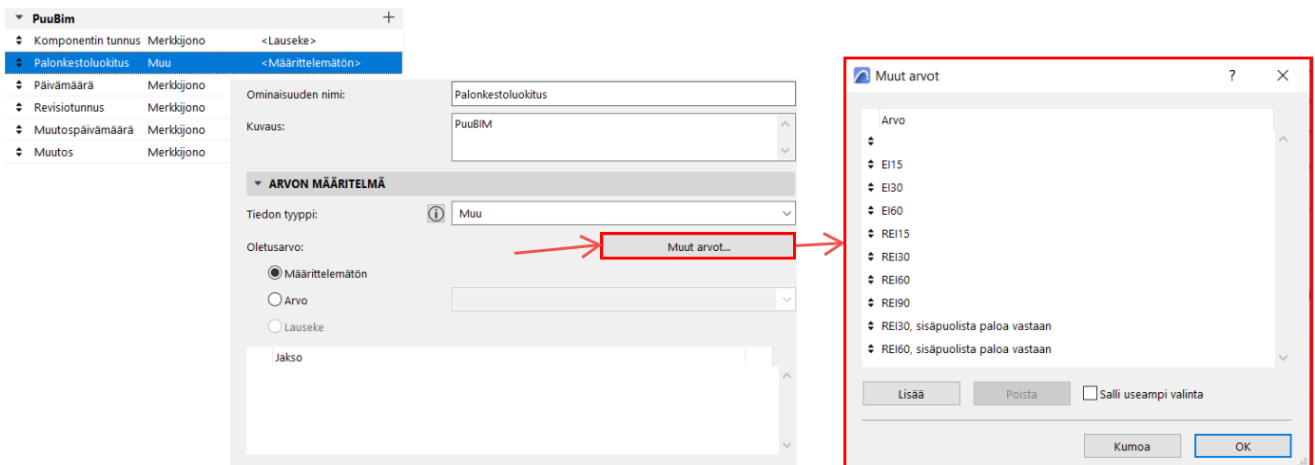 PuuBim
Komponentin tunnus Merkkijono <Lauseke>
Palonkestoluokitus Muu <Määrittelemätön>
Päivämäärä Merkkijono
Revisiotunnus Merkkijono
Muutospäivämäärä Merkkijono
Muutos Merkkijono
Ominaisuuden nimi: Palonkestoluokitus
Kuvaus: PuuBIM
ARVON MÄÄRITELMÄ
Tiedon tyyppi: Muu
Oletusarvo: Muut arvot...
Määrittelemätön
Arvo
Lauseke
Jakso
Muut arvot
Arvo
EI15
EI30
EI60
REI15
REI30
REI60
REI90
REI30, sisäpuolista paloa vastaan
REI60, sisäpuolista paloa vastaan
Lisää Poista Salli useampi valinta
Kumoa OK